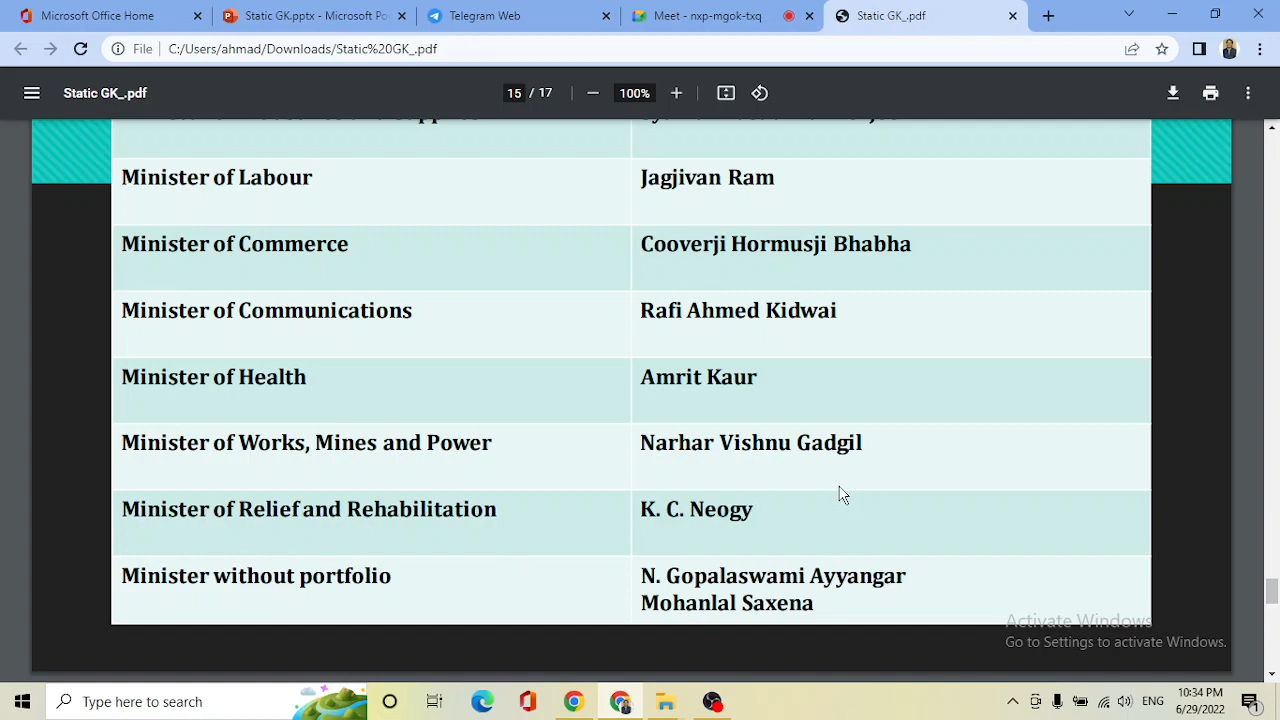 Microsoft Office Home
Static GK.pptx - Microsoft Po
Telegram Web
Meet - nxp-mgok-txq
Static GK_.pdf
File
C:/Users/ahmad/Downloads/Static%20GK_.pdf
Static GK_.pdf
15 / 17
100%
Minister of Labour
Jagjivan Ram
Minister of Commerce
Cooverji Hormusji Bhabha
Minister of Communications
Rafi Ahmed Kidwai
Minister of Health
Amrit Kaur
Minister of Works, Mines and Power
Narhar Vishnu Gadgil
Minister of Relief and Rehabilitation
K. C. Neogy
Minister without portfolio
N. Gopalaswami Ayyangar
Mohanlal Saxena
Activate Windows
Go to Settings to activate Windows.
Type here to search
ENG
10:34 PM
6/29/2022
1